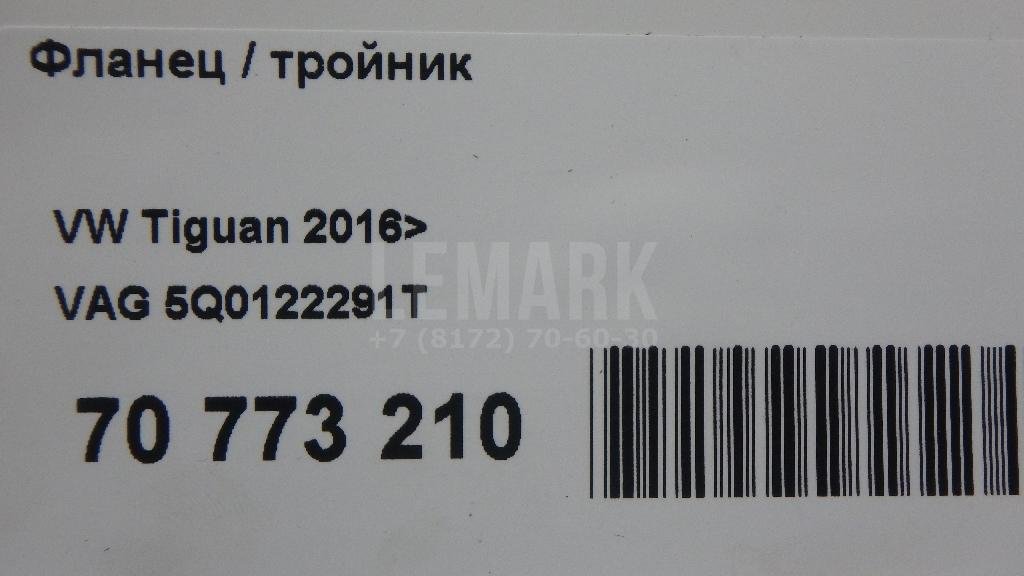 Фланец / тройник
VW Tiguan 2016>
LEMARK
VAG 5Q0122291T
+7 (8172) 70-60-30
70 773 210